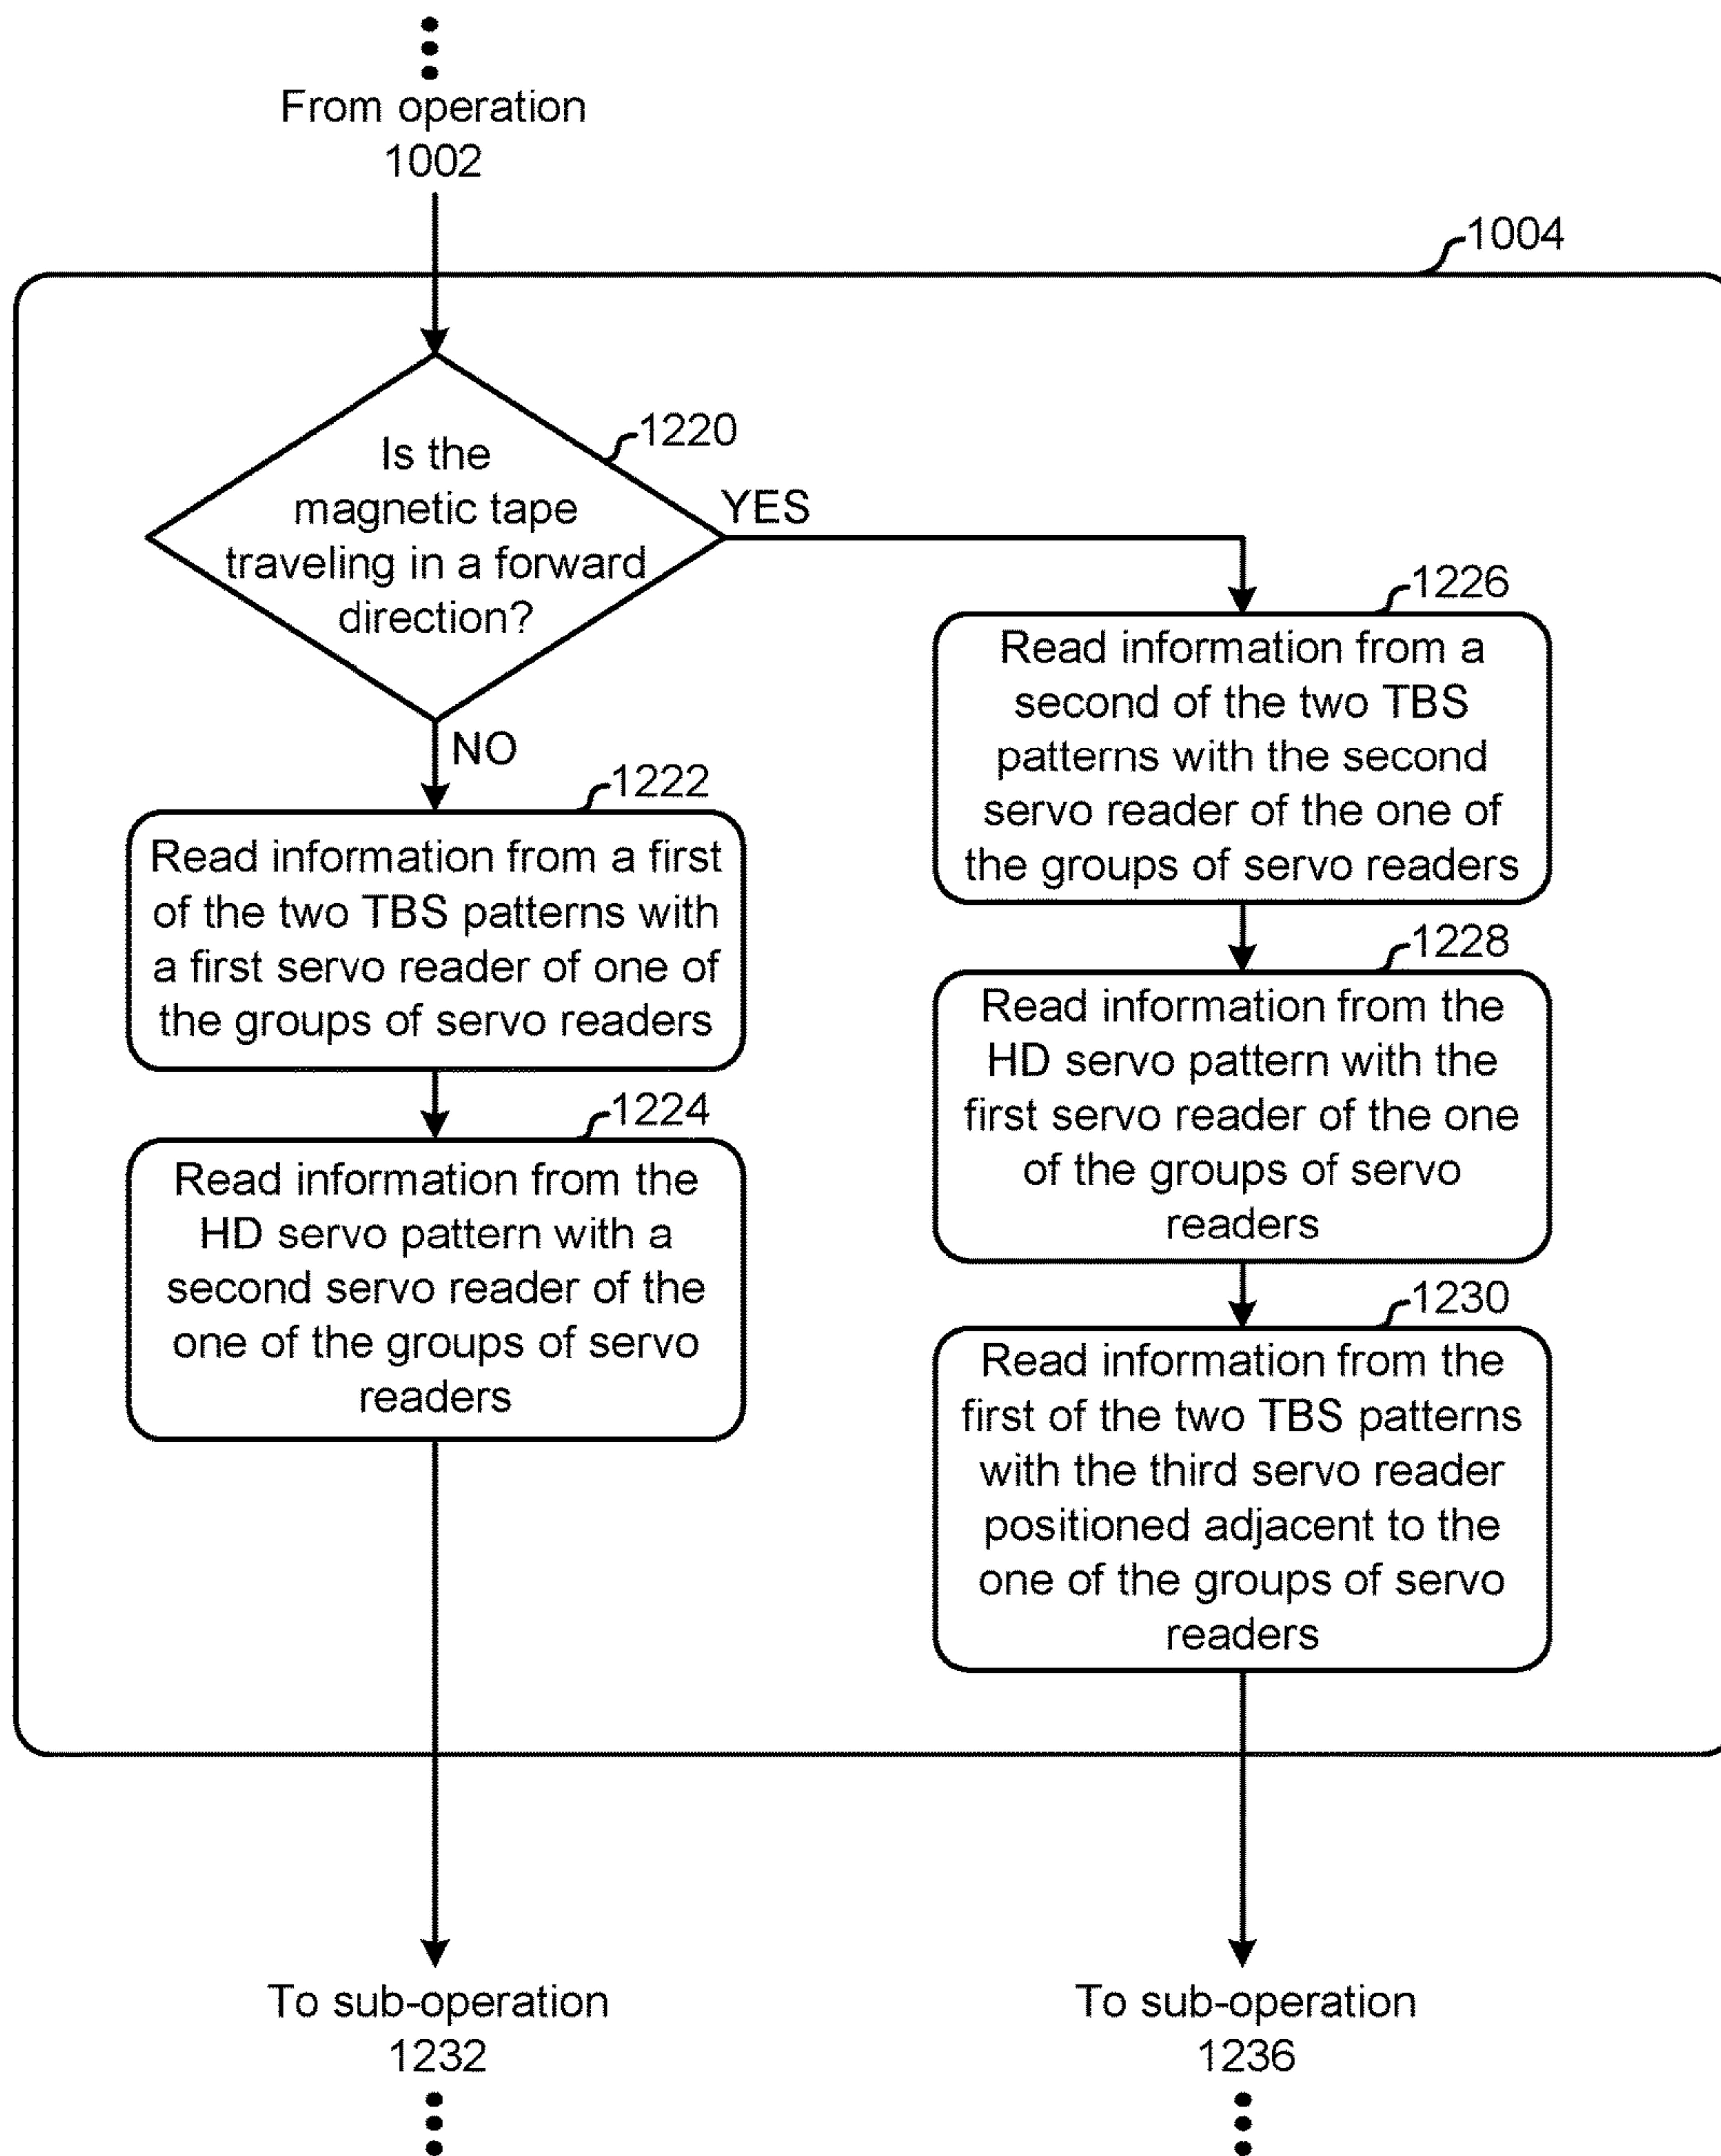 From operation
1002
1004
1220
Is the
magnetic tape
traveling in a forward
direction?
YES
NO
1222
Read information from a first
of the two TBS patterns with
a first servo reader of one of
the groups of servo readers
1224
Read information from the
HD servo pattern with a
second servo reader of the
one of the groups of servo
readers
1226
Read information from a
second of the two TBS
patterns with the second
servo reader of the one of
the groups of servo readers
1228
Read information from the
HD servo pattern with the
first servo reader of the one
of the groups of servo
readers
1230
Read information from the
first of the two TBS patterns
with the third servo reader
positioned adjacent to the
one of the groups of servo
readers
To sub-operation
1232
To sub-operation
1236